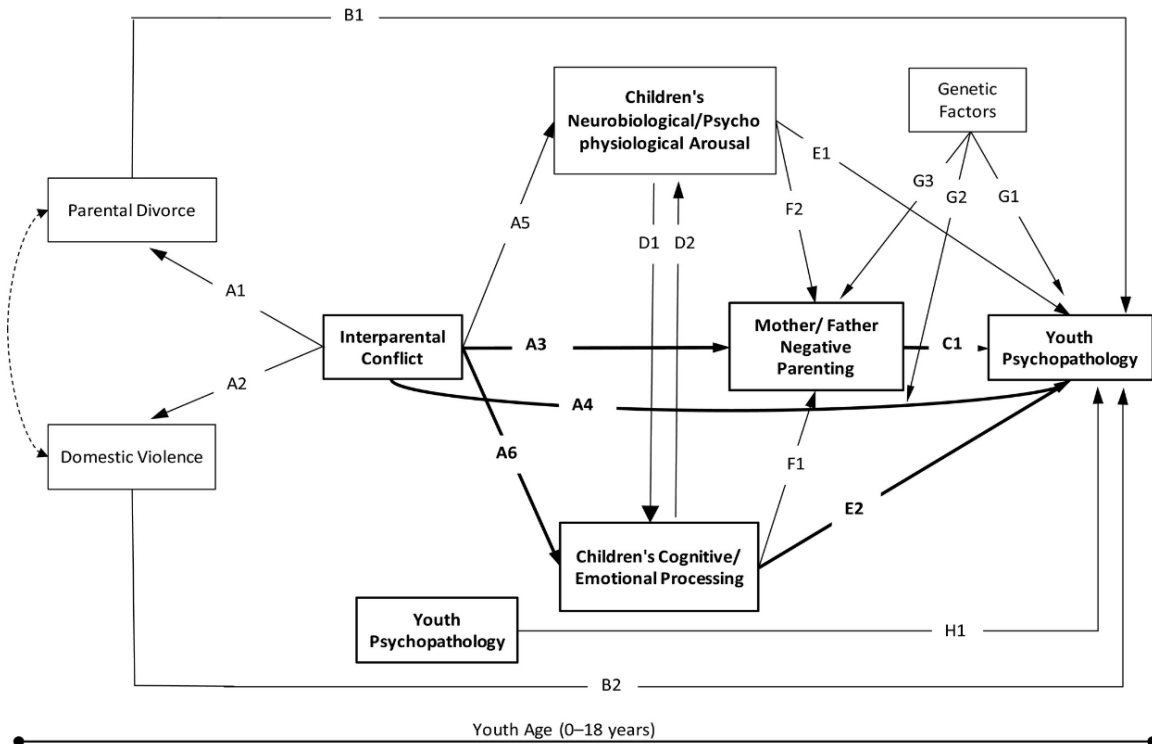 B1
Children's
Neurobiological/Psycho
physiological Arousal
Genetic
Factors
E1
G3
G2
G1
Parental Divorce
A5
F2
D1
D2
A1
Interparental
Conflict
A3
Mother/ Father
Negative
Parenting
C1
Youth
Psychopathology
A2
A4
Domestic Violence
A6
F1
E2
Children's Cognitive/
Emotional Processing
Youth
Psychopathology
H1
B2
Youth Age (0–18 years)